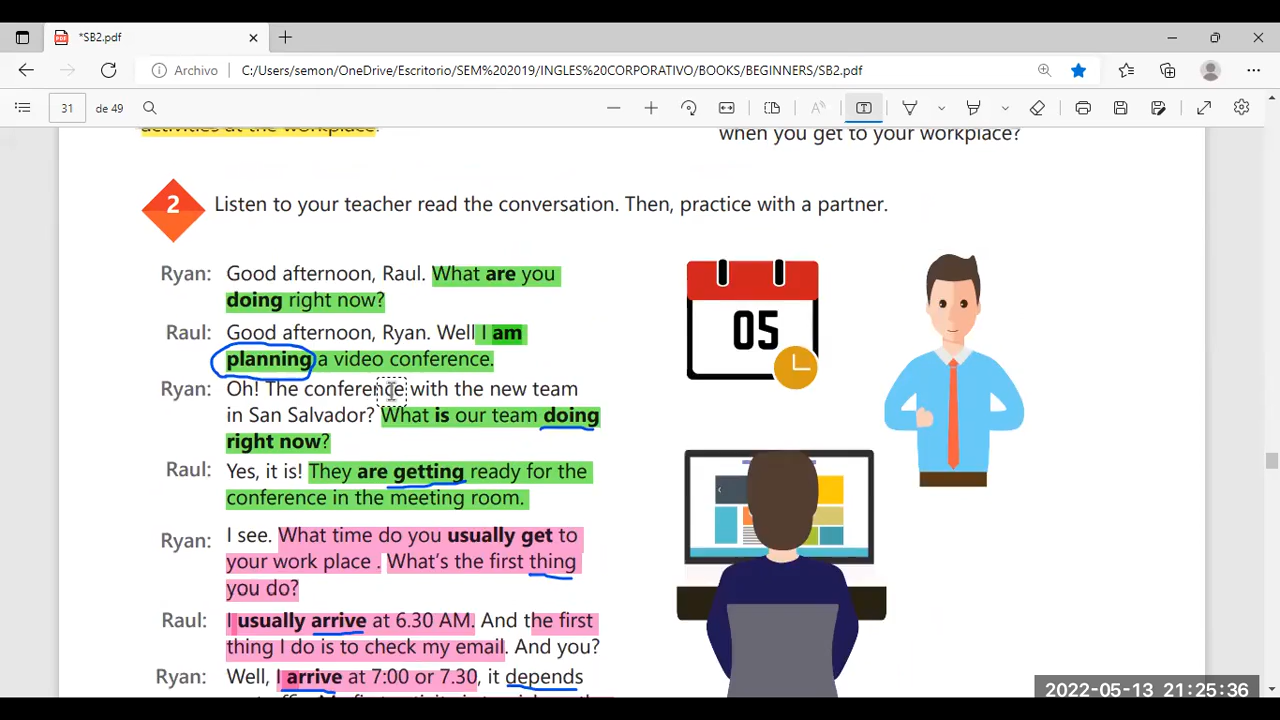 *SB2.pdf
Archivo
C:/Users/semon/OneDrive/Escritorio/SEM%202019/INGLES%20CORPORATIVO/BOOKS/BEGINNERS/SB2.pdf
31 de 49
activities at the workplace.
when you get to your workplace?
2 Listen to your teacher read the conversation. Then, practice with a partner.
Ryan: Good afternoon, Raul. What are you
doing right now?
Raul: Good afternoon, Ryan. Well I am
planning a video conference.
Ryan: Oh! The conference with the new team
in San Salvador? What is our team doing
right now?
Raul: Yes, it is! They are getting ready for the
conference in the meeting room.
Ryan: I see. What time do you usually get to
your work place . What's the first thing
you do?
Raul: I usually arrive at 6.30 AM. And the first
thing I do is to check my email. And you?
Ryan: Well, I arrive at 7:00 or 7.30, it depends
05
2022-05-13 21:25:36